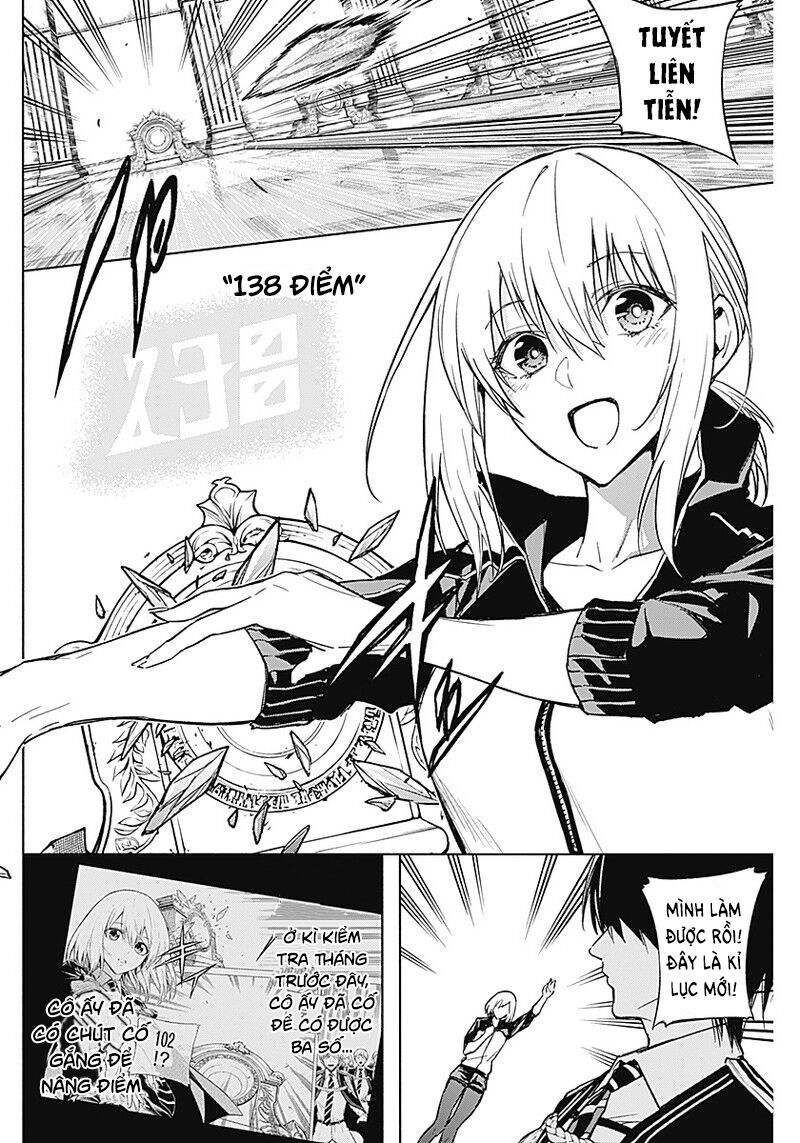 TUYẾT
LIÊN
TIỄN!
"138 ĐIỂM"
138
MÌNH LÀM
ĐƯỢC RỒI!
ĐÂY LÀ KỈ
LỤC MỚI!
Ở KÌ KIỂM
TRA THÁNG
TRƯỚC ĐÂY,
CÔ ẤY ĐÃ CÓ
ĐỂ CÓ ĐƯỢC
BA SỐ...
102
!?
CÔ ẤY ĐÃ
CÓ CHÚT CỐ
GẮNG ĐỂ
NÂNG ĐIỂM